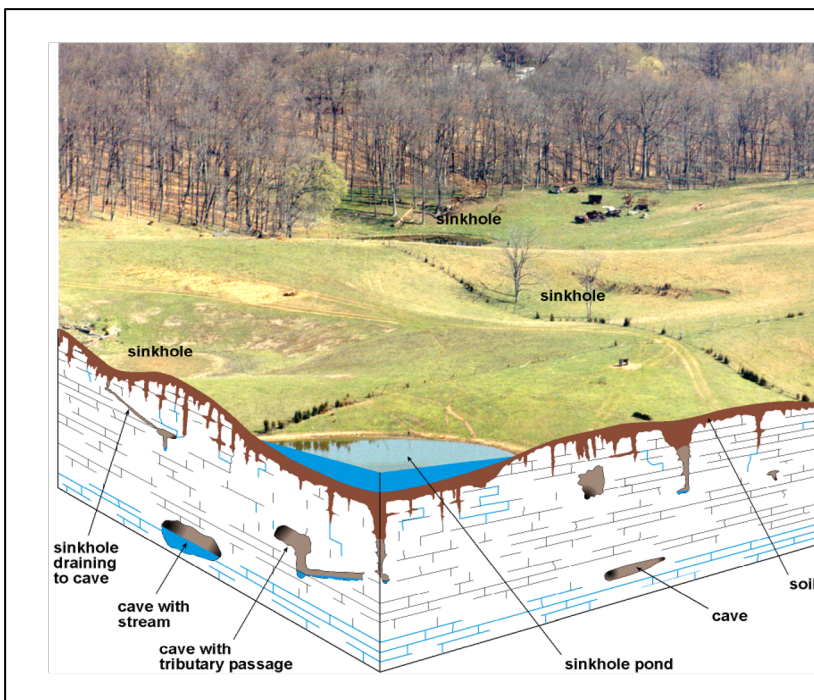 sinkhole
sinkhole
sinkhole
sinkhole
draining
to cave
cave with
stream
cave with
tributary passage
sinkhole pond
cave
soil